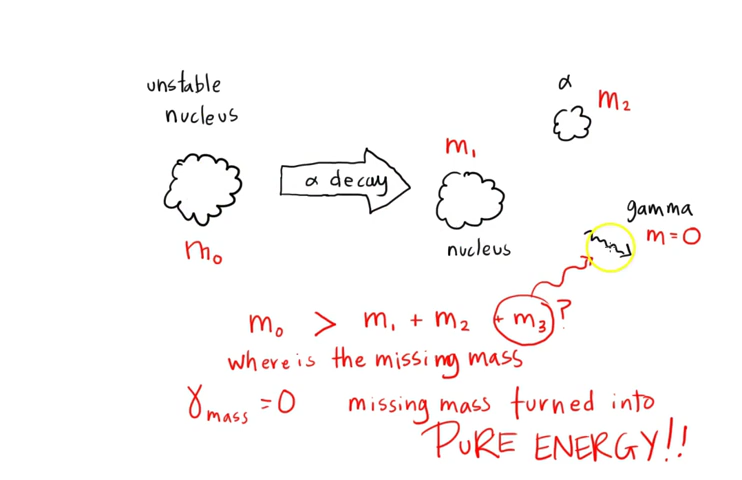 unstable
nucleus
α
m₂
m₁
α decay
gamma
m = 0
nucleus
m₀
m₀ > m₁ + m₂ + m₃ ?
where is the missing mass
γmass = 0 missing mass turned into
PURE ENERGY!!